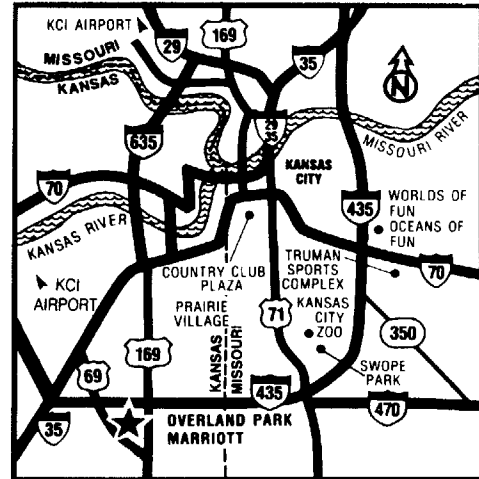 KCI AIRPORT
29
169
35
N
MISSOURI
KANSAS
635
29
35
MISSOURI RIVER
KANSAS
CITY
70
KANSAS RIVER
435
WORLDS OF
FUN
OCEANS OF
FUN
KCI
AIRPORT
COUNTRY CLUB
PLAZA
TRUMAN
SPORTS
COMPLEX
70
PRAIRIE
VILLAGE
KANSAS
MISSOURI
71
KANSAS
CITY
ZOO
350
69
169
SWOPE
PARK
435
470
35
OVERLAND PARK
MARRIOTT